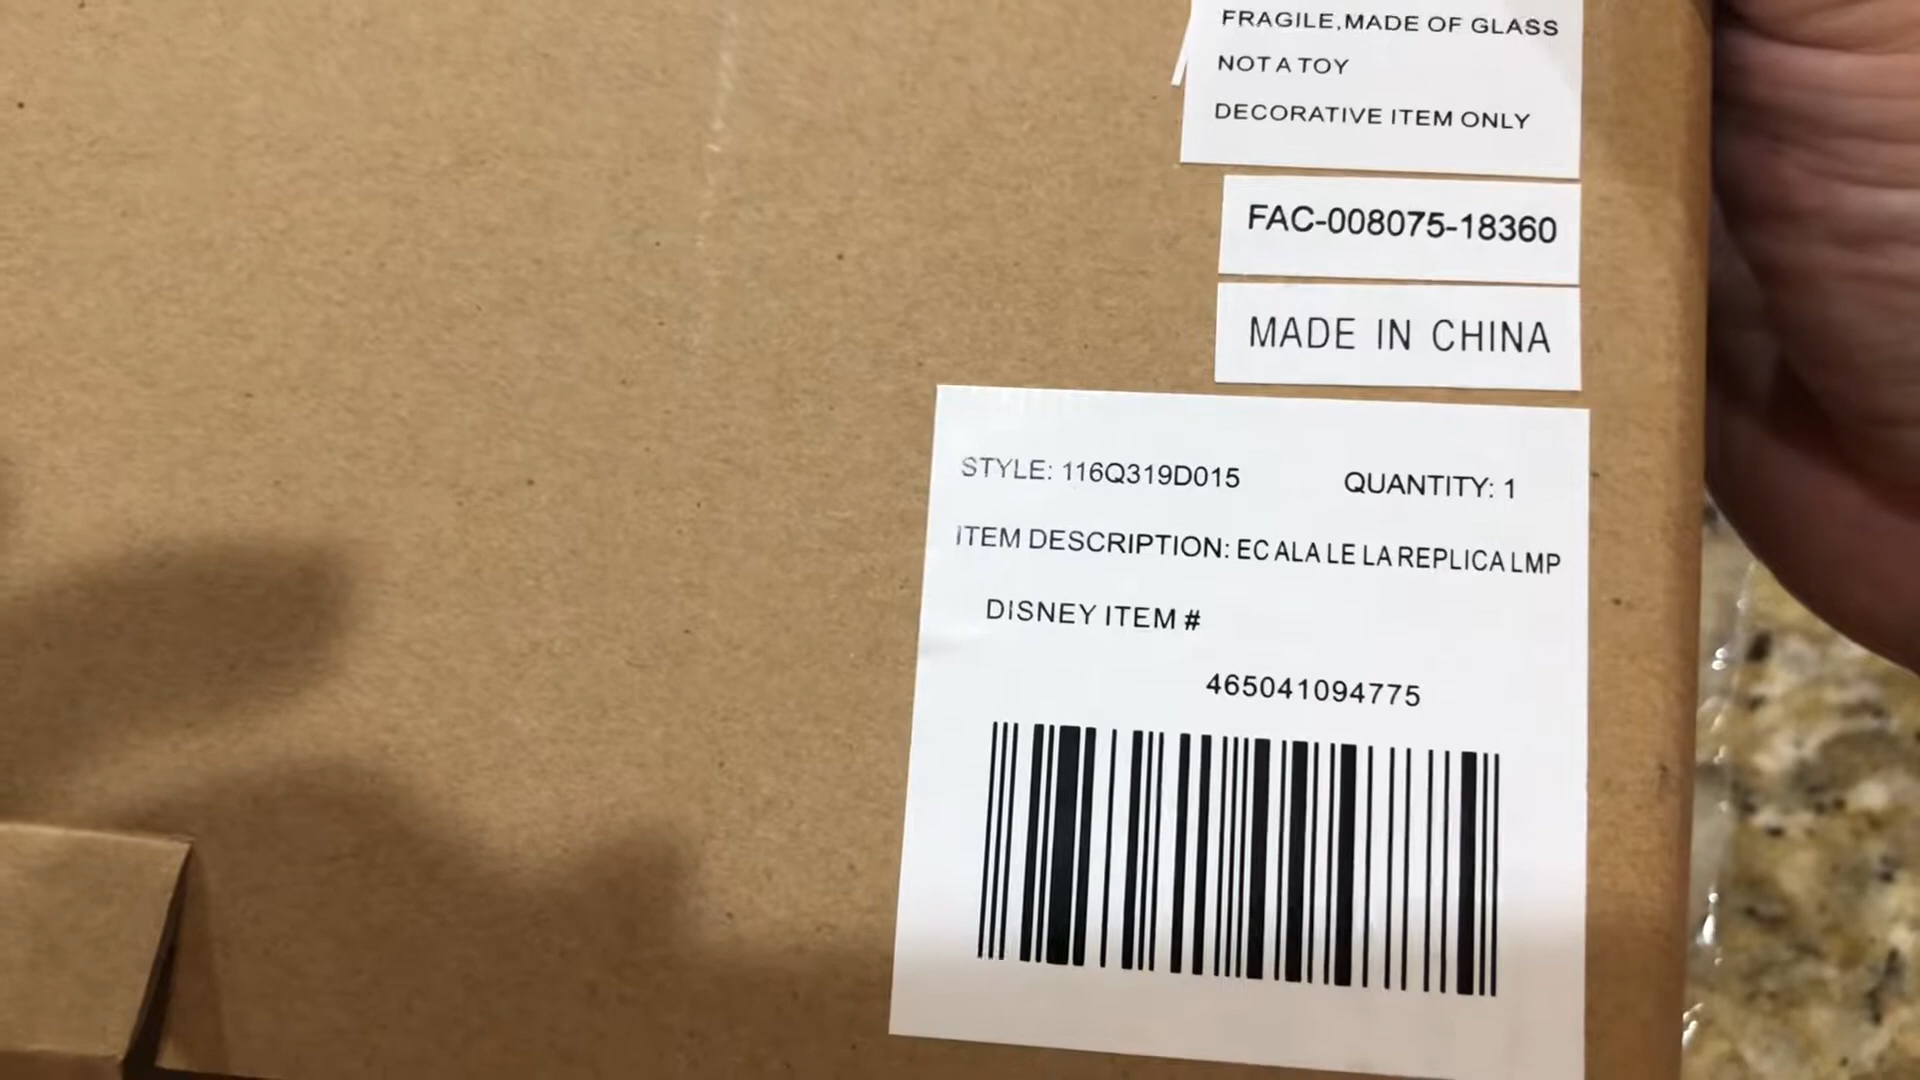 FRAGILE,MADE OF GLASS
NOT A TOY
DECORATIVE ITEM ONLY
FAC-008075-18360
MADE IN CHINA
STYLE: 116Q319D015 QUANTITY: 1
ITEM DESCRIPTION: EC ALA LE LA REPLICA LMP
DISNEY ITEM #
465041094775